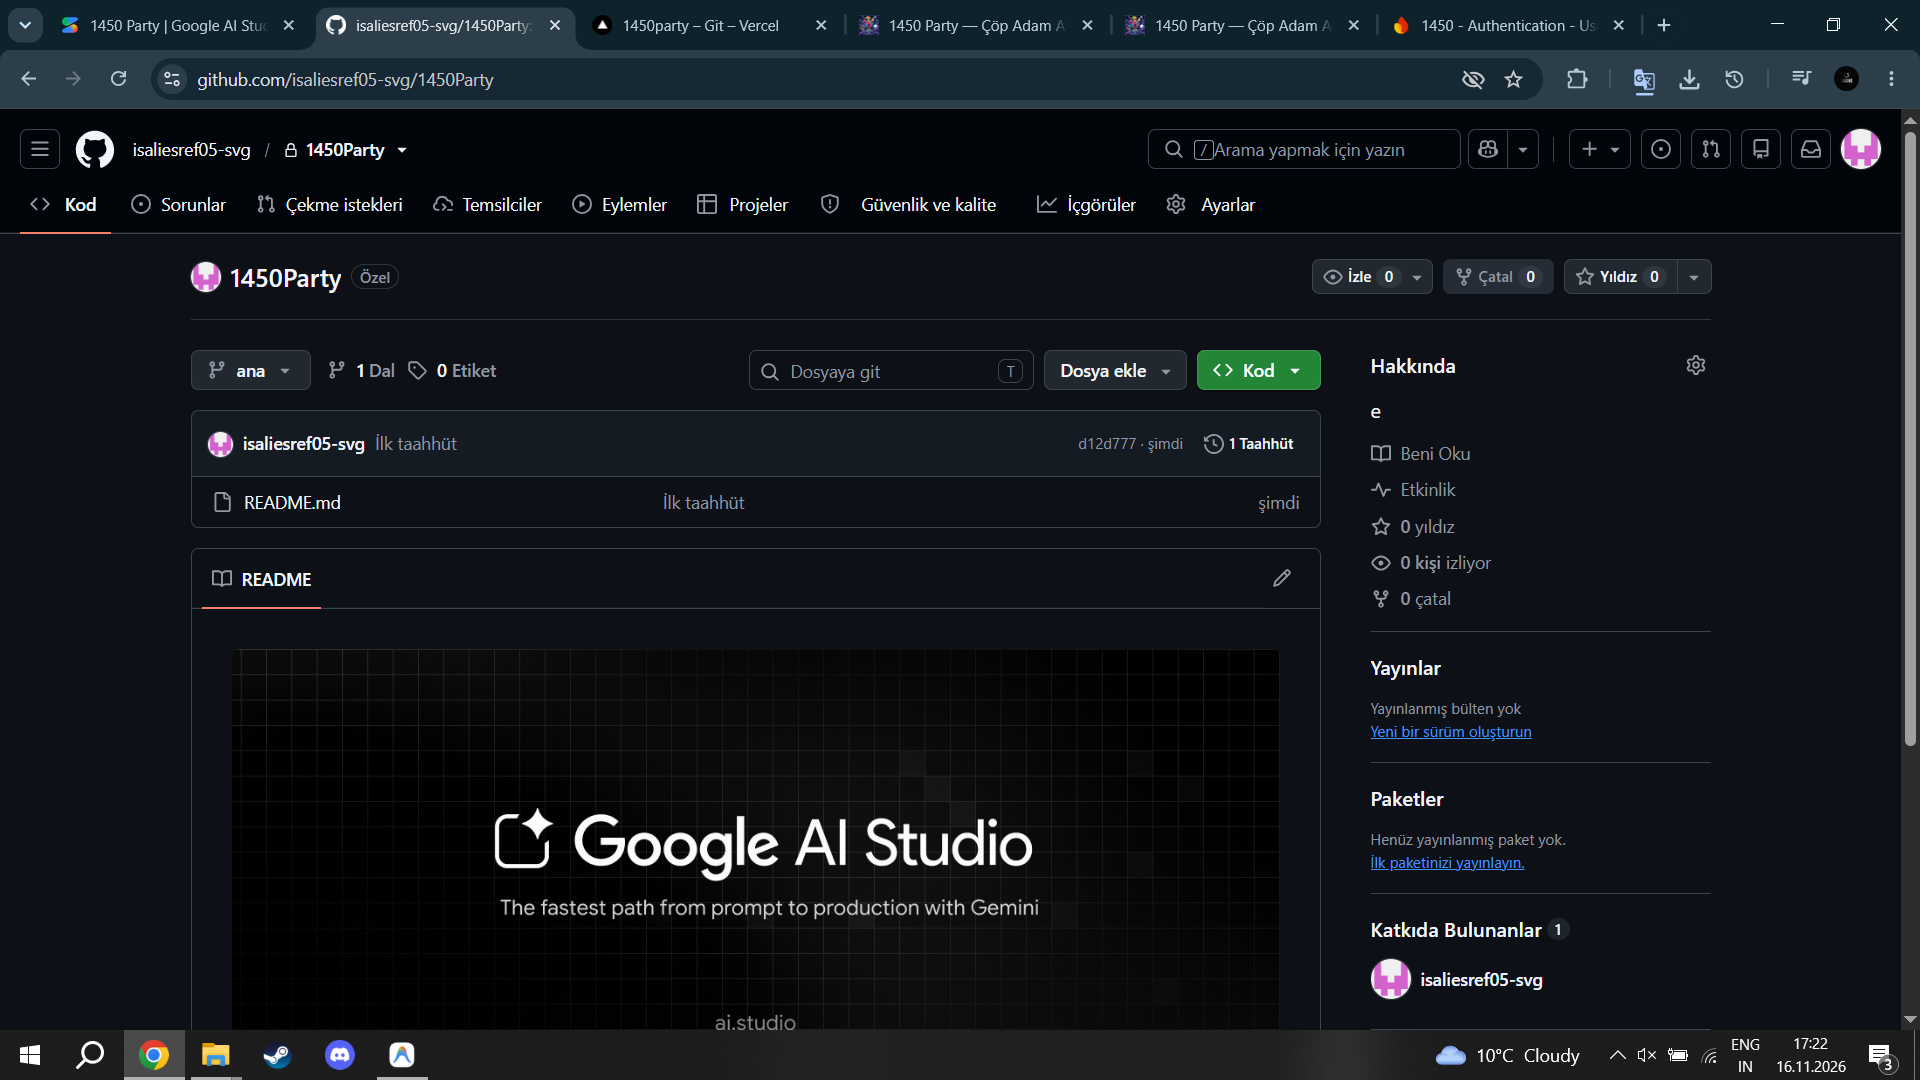 1450 Party | Google AI Stud
isaliesref05-svg/1450Party:
1450party – Git – Vercel
1450 Party — Çöp Adam A
1450 Party — Çöp Adam A
1450 - Authentication - Us
github.com/isaliesref05-svg/1450Party
isaliesref05-svg / 1450Party
/ Arama yapmak için yazın
Kod
Sorunlar
Çekme istekleri
Temsilciler
Eylemler
Projeler
Güvenlik ve kalite
İçgörüler
Ayarlar
1450Party Özel
İzle 0
Çatal 0
Yıldız 0
ana
1 Dal
0 Etiket
Dosyaya git T
Dosya ekle
Kod
isaliesref05-svg İlk taahhüt
d12d777 · şimdi
1 Taahhüt
README.md İlk taahhüt şimdi
README
Google AI Studio
The fastest path from prompt to production with Gemini
ai.studio
Hakkında
e
Beni Oku
Etkinlik
0 yıldız
0 kişi izliyor
0 çatal
Yayınlar
Yayınlanmış bülten yok
Yeni bir sürüm oluşturun
Paketler
Henüz yayınlanmış paket yok.
İlk paketinizi yayınlayın.
Katkıda Bulunanlar 1
isaliesref05-svg
10°C Cloudy
ENG
IN
17:22
16.11.2026
3